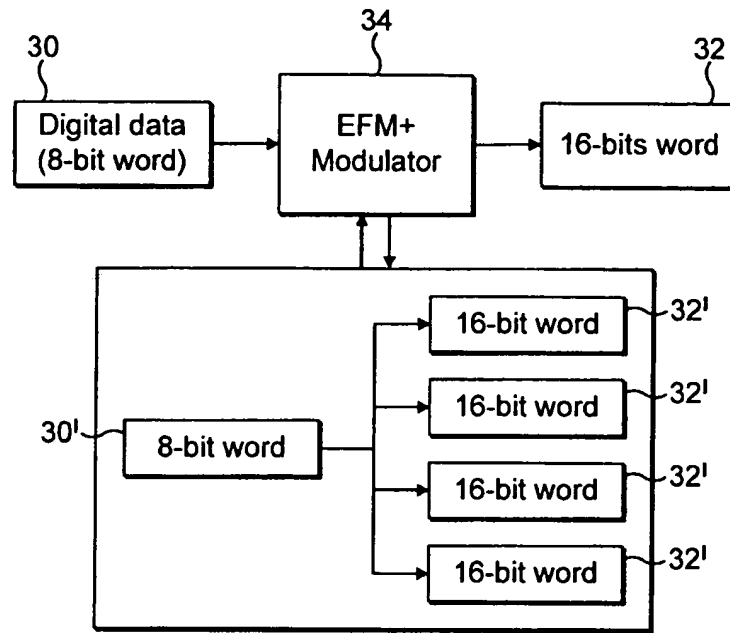 30
34
32
Digital data
(8-bit word)
EFM+
Modulator
16-bits word
16-bit word
32'
16-bit word
32'
30'
8-bit word
16-bit word
32'
16-bit word
32'